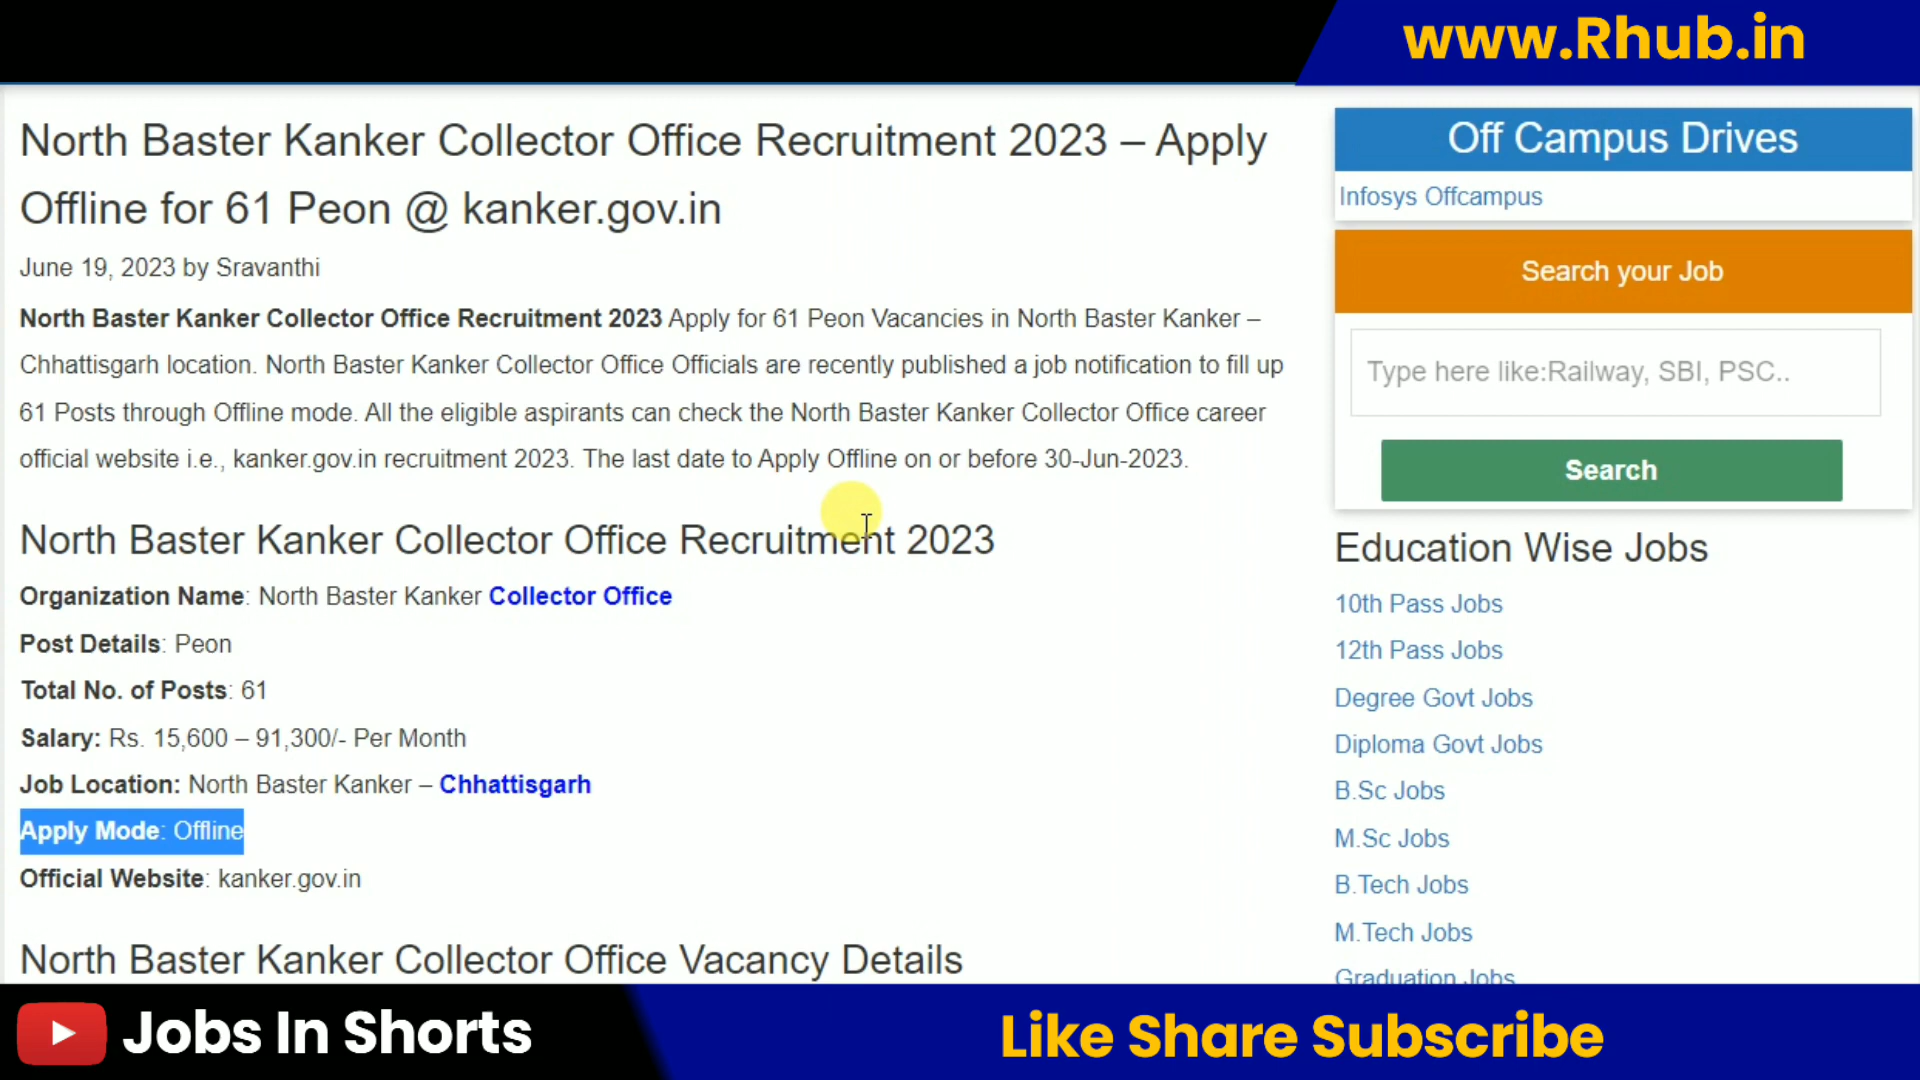 www.Rhub.in
North Baster Kanker Collector Office Recruitment 2023 – Apply
Offline for 61 Peon @ kanker.gov.in
June 19, 2023 by Sravanthi
North Baster Kanker Collector Office Recruitment 2023 Apply for 61 Peon Vacancies in North Baster Kanker –
Chhattisgarh location. North Baster Kanker Collector Office Officials are recently published a job notification to fill up
61 Posts through Offline mode. All the eligible aspirants can check the North Baster Kanker Collector Office career
official website i.e., kanker.gov.in recruitment 2023. The last date to Apply Offline on or before 30-Jun-2023.
North Baster Kanker Collector Office Recruitment 2023
Organization Name: North Baster Kanker Collector Office
Post Details: Peon
Total No. of Posts: 61
Salary: Rs. 15,600 – 91,300/- Per Month
Job Location: North Baster Kanker – Chhattisgarh
Apply Mode: Offline
Official Website: kanker.gov.in
North Baster Kanker Collector Office Vacancy Details
Off Campus Drives
Infosys Offcampus
Search your Job
Type here like:Railway, SBI, PSC..
Search
Education Wise Jobs
10th Pass Jobs
12th Pass Jobs
Degree Govt Jobs
Diploma Govt Jobs
B.Sc Jobs
M.Sc Jobs
B.Tech Jobs
M.Tech Jobs
Graduation Jobs
Jobs In Shorts
Like Share Subscribe